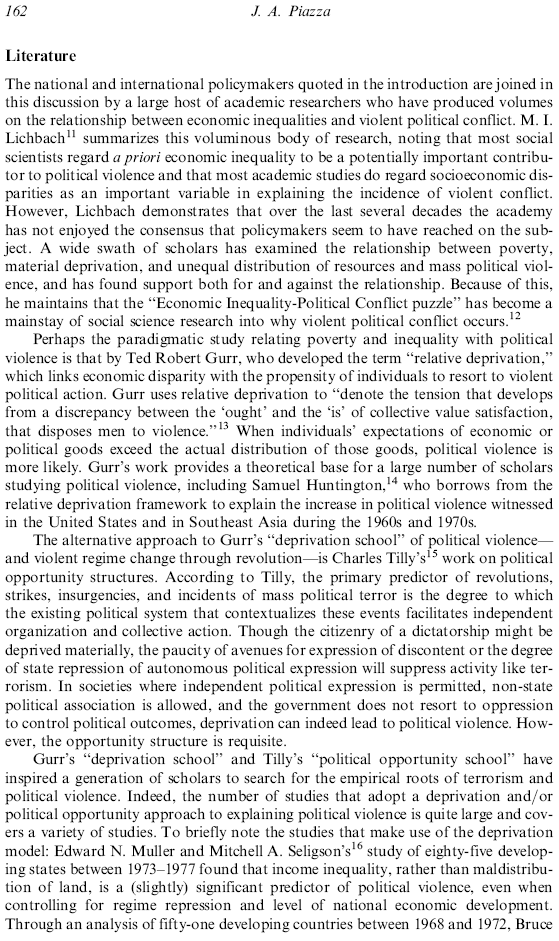 162 J. A. Piazza
Literature
The national and international policymakers quoted in the introduction are joined in
this discussion by a large host of academic researchers who have produced volumes
on the relationship between economic inequalities and violent political conflict. M. I.
Lichbach11 summarizes this voluminous body of research, noting that most social
scientists regard a priori economic inequality to be a potentially important contribu-
tor to political violence and that most academic studies do regard socioeconomic dis-
parities as an important variable in explaining the incidence of violent conflict.
However, Lichbach demonstrates that over the last several decades the academy
has not enjoyed the consensus that policymakers seem to have reached on the sub-
ject. A wide swath of scholars has examined the relationship between poverty,
material deprivation, and unequal distribution of resources and mass political viol-
ence, and has found support both for and against the relationship. Because of this,
he maintains that the “Economic Inequality-Political Conflict puzzle” has become a
mainstay of social science research into why violent political conflict occurs.12
Perhaps the paradigmatic study relating poverty and inequality with political
violence is that by Ted Robert Gurr, who developed the term “relative deprivation,”
which links economic disparity with the propensity of individuals to resort to violent
political action. Gurr uses relative deprivation to “denote the tension that develops
from a discrepancy between the ‘ought’ and the ‘is’ of collective value satisfaction,
that disposes men to violence.”13 When individuals’ expectations of economic or
political goods exceed the actual distribution of those goods, political violence is
more likely. Gurr’s work provides a theoretical base for a large number of scholars
studying political violence, including Samuel Huntington,14 who borrows from the
relative deprivation framework to explain the increase in political violence witnessed
in the United States and in Southeast Asia during the 1960s and 1970s.
The alternative approach to Gurr’s “deprivation school” of political violence—
and violent regime change through revolution—is Charles Tilly’s15 work on political
opportunity structures. According to Tilly, the primary predictor of revolutions,
strikes, insurgencies, and incidents of mass political terror is the degree to which
the existing political system that contextualizes these events facilitates independent
organization and collective action. Though the citizenry of a dictatorship might be
deprived materially, the paucity of avenues for expression of discontent or the degree
of state repression of autonomous political expression will suppress activity like ter-
rorism. In societies where independent political expression is permitted, non-state
political association is allowed, and the government does not resort to oppression
to control political outcomes, deprivation can indeed lead to political violence. How-
ever, the opportunity structure is requisite.
Gurr’s “deprivation school” and Tilly’s “political opportunity school” have
inspired a generation of scholars to search for the empirical roots of terrorism and
political violence. Indeed, the number of studies that adopt a deprivation and/or
political opportunity approach to explaining political violence is quite large and cov-
ers a variety of studies. To briefly note the studies that make use of the deprivation
model: Edward N. Muller and Mitchell A. Seligson’s16 study of eighty-five develop-
ing states between 1973–1977 found that income inequality, rather than maldistribu-
tion of land, is a (slightly) significant predictor of political violence, even when
controlling for regime repression and level of national economic development.
Through an analysis of fifty-one developing countries between 1968 and 1972, Bruce